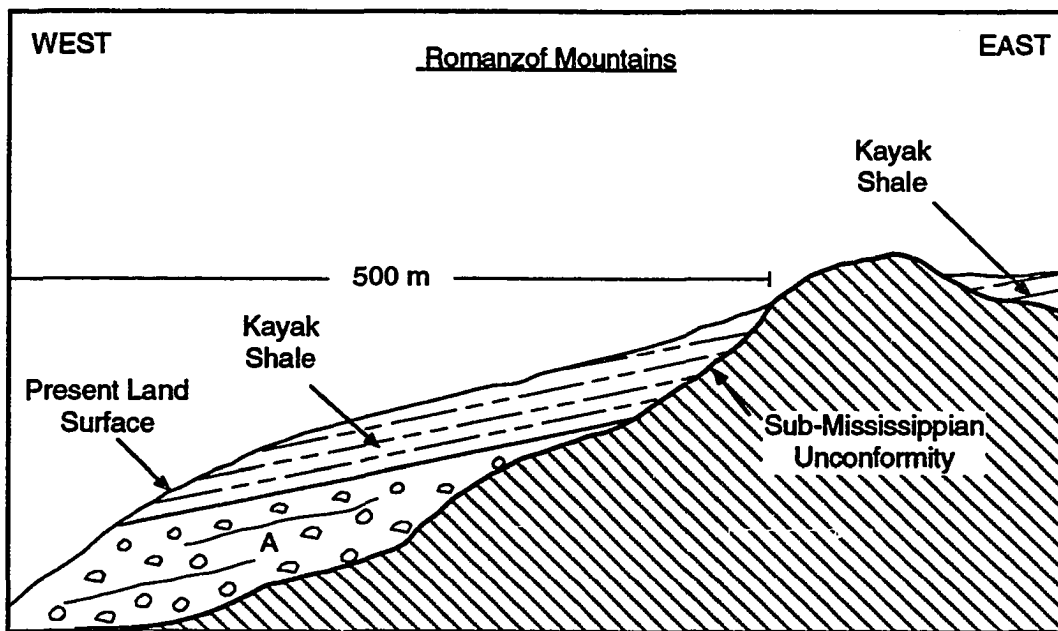 WEST
Romanzof Mountains
EAST
Kayak
Shale
500 m
Kayak
Shale
Present Land
Surface
Sub-Mississippian
Unconformity
A